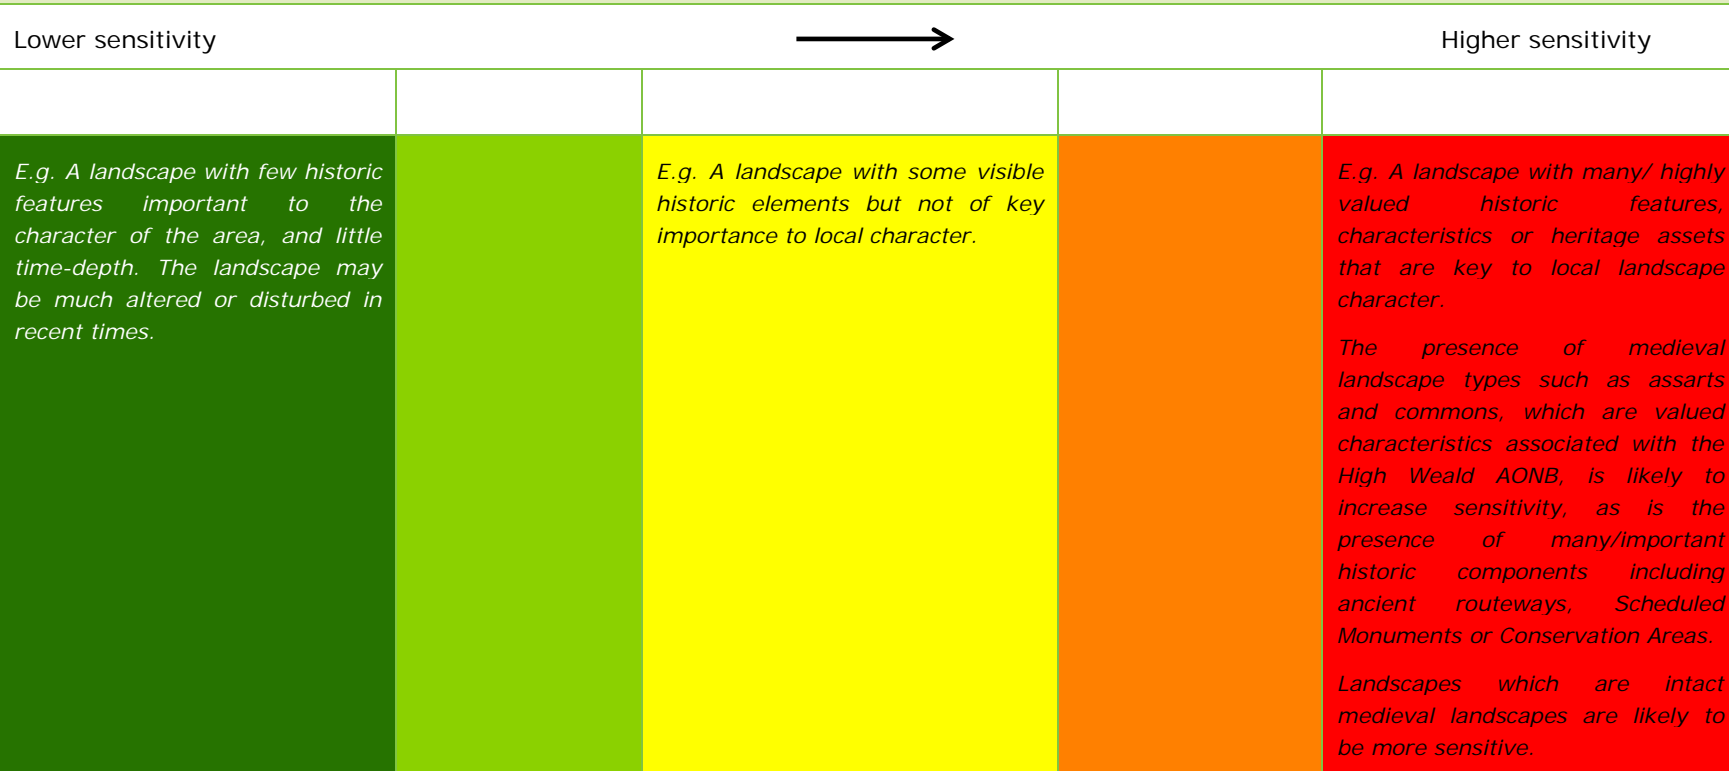 Lower sensitivity
Higher sensitivity
E.g. A landscape with few historic
features important to the
character of the area, and little
time-depth. The landscape may
be much altered or disturbed in
recent times.
E.g. A landscape with some visible
historic elements but not of key
importance to local character.
E.g. A landscape with many/ highly
valued historic features,
characteristics or heritage assets
that are key to local landscape
character.
The presence of medieval
landscape types such as assarts
and commons, which are valued
characteristics associated with the
High Weald AONB, is likely to
increase sensitivity, as is the
presence of many/important
historic components including
ancient routeways, Scheduled
Monuments or Conservation Areas.
Landscapes which are intact
medieval landscapes are likely to
be more sensitive.